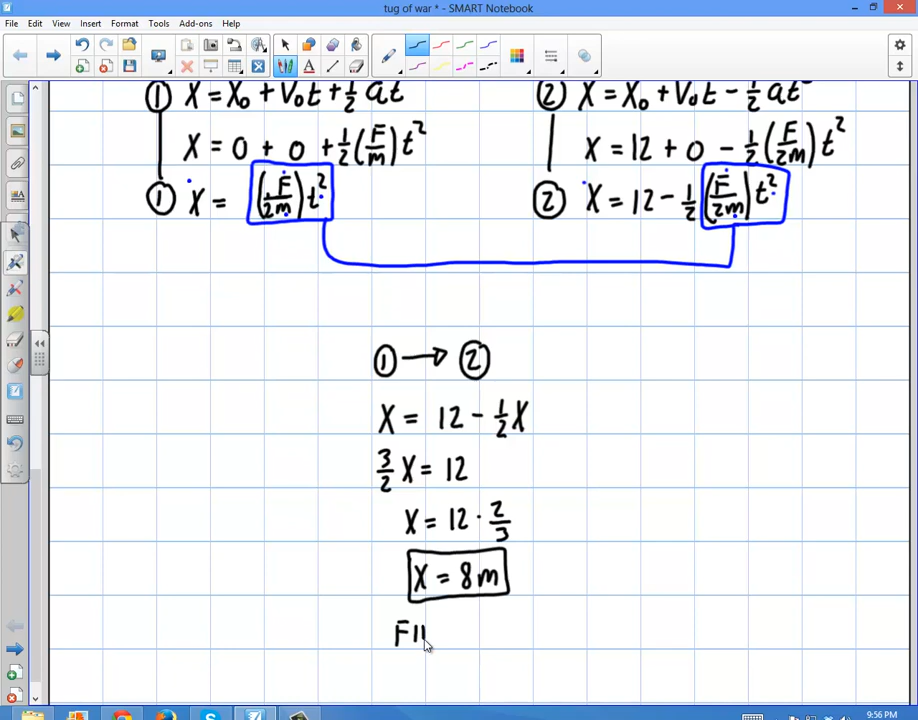 tug of war * - SMART Notebook
File Edit View Insert Format Tools Add-ons Help
① X = X₀ + V₀t + ½ at
② X = X₀ + V₀t - ½ at²
X = 0 + 0 + ½(F/m)t²
X = 12 + 0 - ½(F/2m)t²
① X = (F/2m)t²
② X = 12 - ½(F/2m)t²
① → ②
X = 12 - ½X
3/2 X = 12
X = 12 · 2/3
X = 8m
9:56 PM